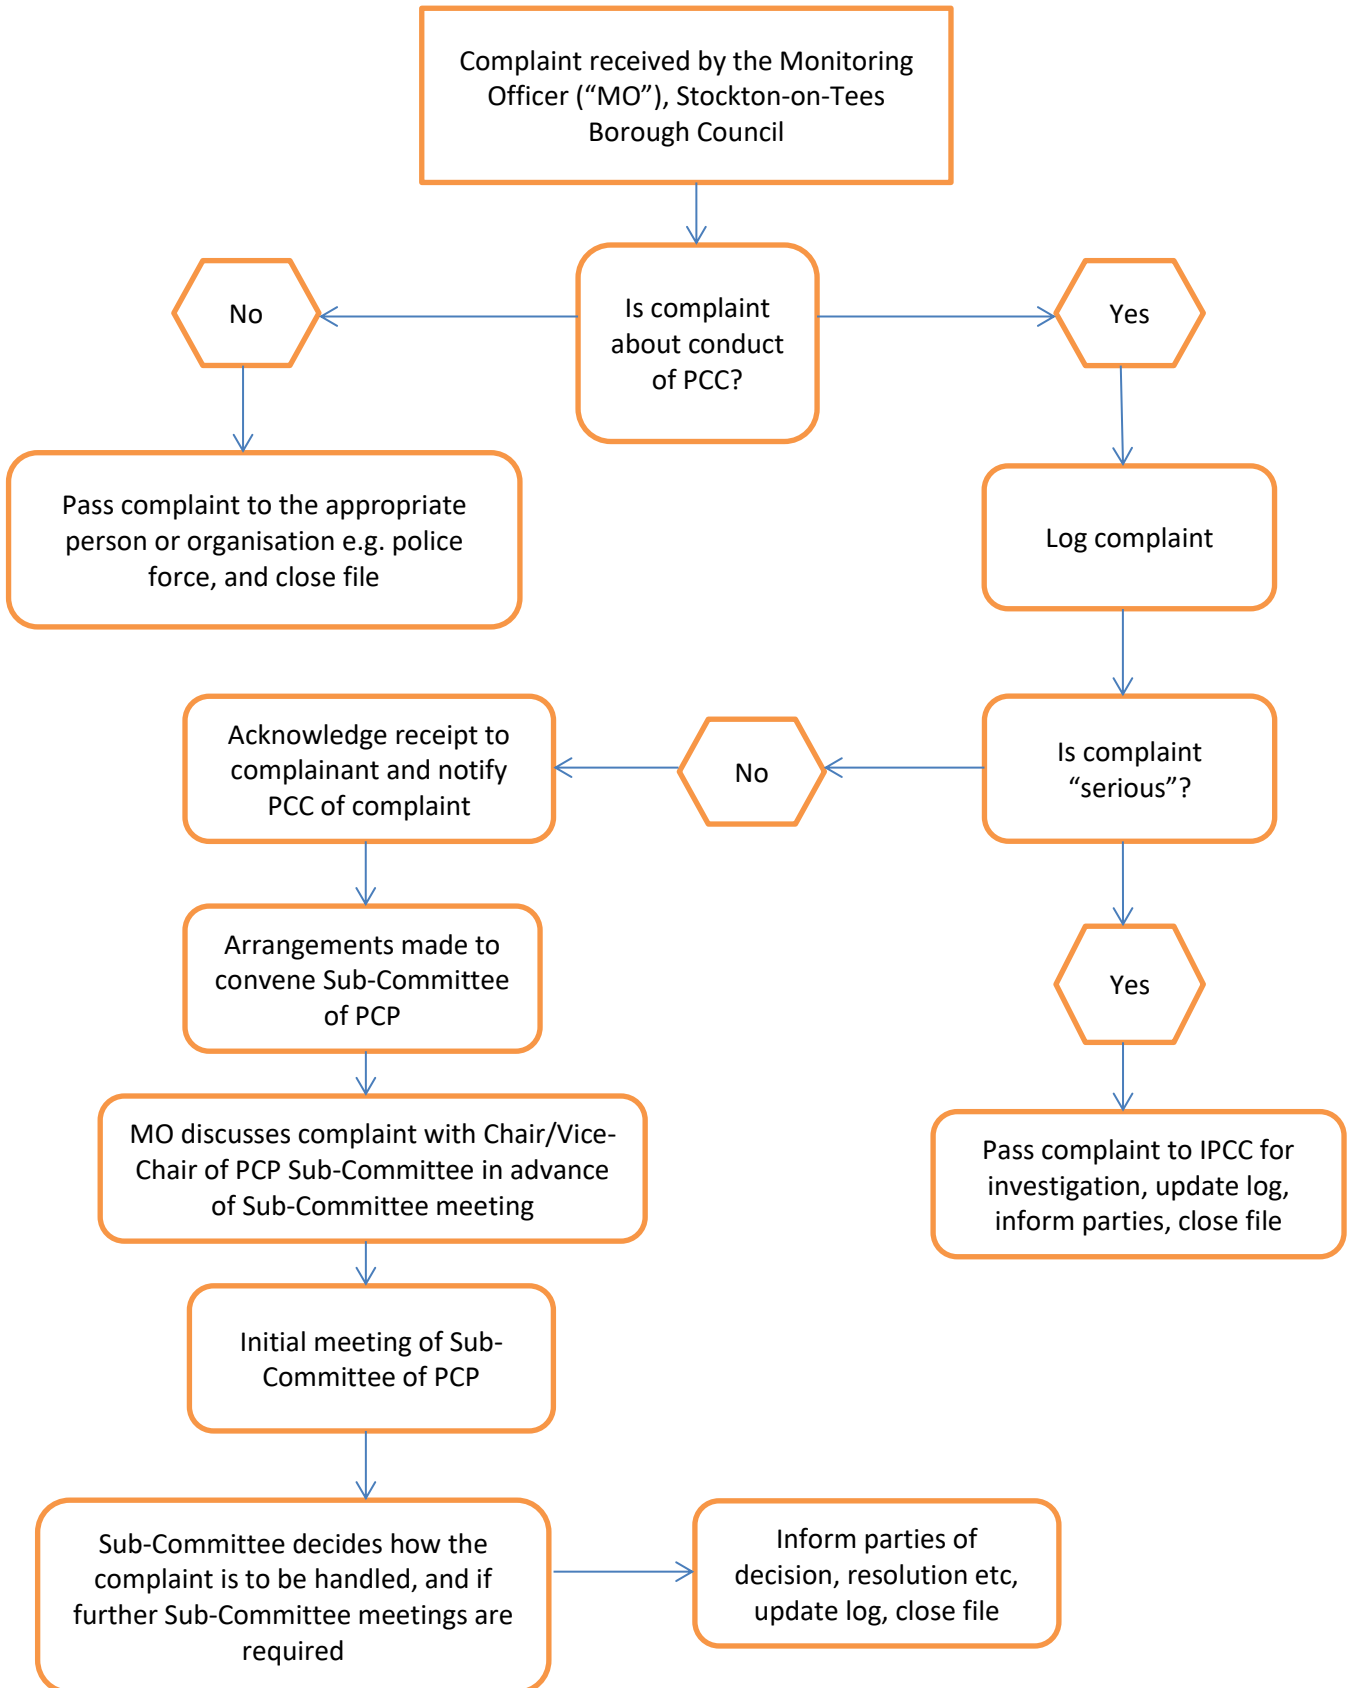 Complaint received by the Monitoring
Officer (“MO”), Stockton-on-Tees
Borough Council
No
Is complaint
about conduct
of PCC?
Yes
Pass complaint to the appropriate
person or organisation e.g. police
force, and close file
Log complaint
Acknowledge receipt to
complainant and notify
PCC of complaint
No
Is complaint
“serious”?
Arrangements made to
convene Sub-Committee
of PCP
Yes
MO discusses complaint with Chair/Vice-
Chair of PCP Sub-Committee in advance
of Sub-Committee meeting
Pass complaint to IPCC for
investigation, update log,
inform parties, close file
Initial meeting of Sub-
Committee of PCP
Sub-Committee decides how the
complaint is to be handled, and if
further Sub-Committee meetings are
required
Inform parties of
decision, resolution etc,
update log, close file